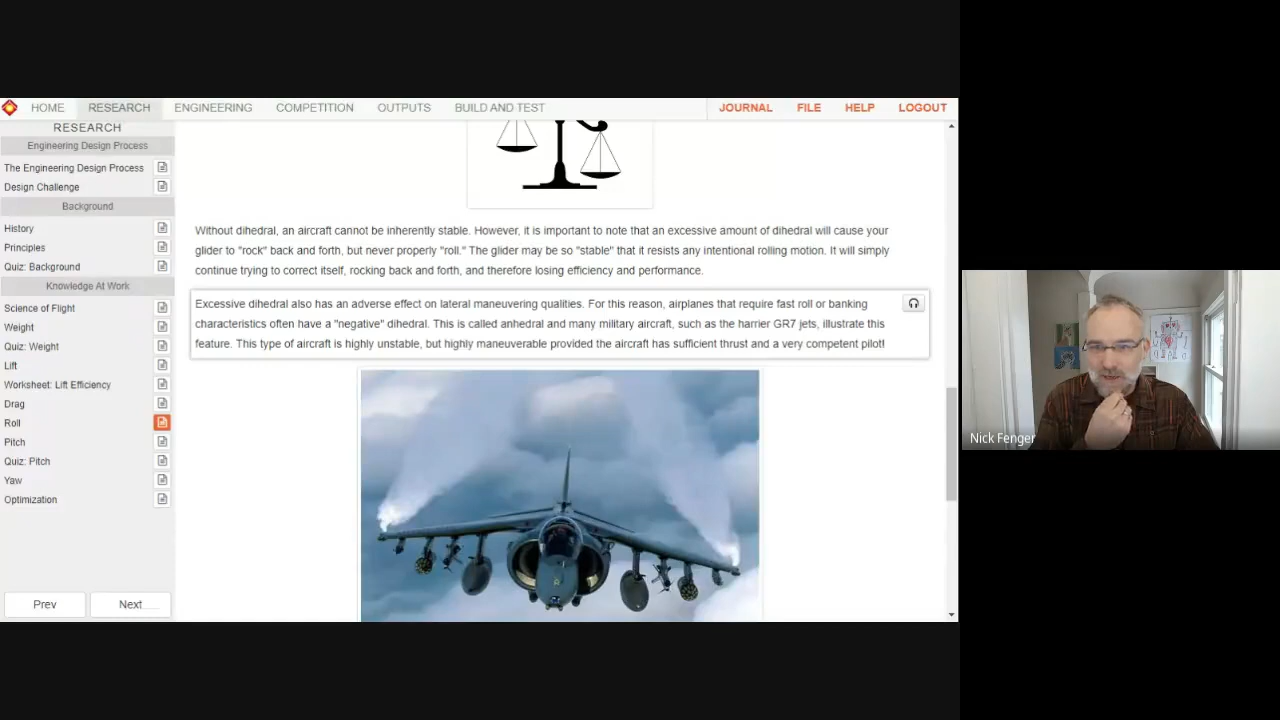 HOME RESEARCH ENGINEERING COMPETITION OUTPUTS BUILD AND TEST JOURNAL FILE HELP LOGOUT
RESEARCH
Engineering Design Process
The Engineering Design Process
Design Challenge
Background
History
Principles
Quiz: Background
Knowledge At Work
Science of Flight
Weight
Quiz: Weight
Lift
Worksheet: Lift Efficiency
Drag
Roll
Pitch
Quiz: Pitch
Yaw
Optimization
Prev Next
Without dihedral, an aircraft cannot be inherently stable. However, it is important to note that an excessive amount of dihedral will cause your
glider to "rock" back and forth, but never properly "roll." The glider may be so "stable" that it resists any intentional rolling motion. It will simply
continue trying to correct itself, rocking back and forth, and therefore losing efficiency and performance.
Excessive dihedral also has an adverse effect on lateral maneuvering qualities. For this reason, airplanes that require fast roll or banking
characteristics often have a "negative" dihedral. This is called anhedral and many military aircraft, such as the harrier GR7 jets, illustrate this
feature. This type of aircraft is highly unstable, but highly maneuverable provided the aircraft has sufficient thrust and a very competent pilot!
Nick Fenger